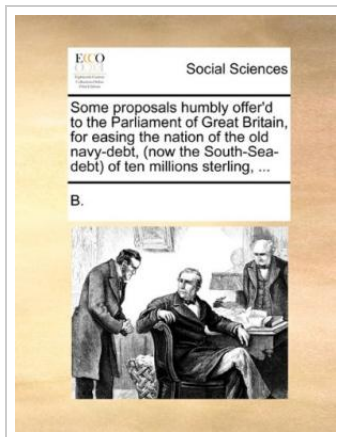 ECCO
Social Sciences
Some proposals humbly offer'd
to the Parliament of Great Britain,
for easing the nation of the old
navy-debt, (now the South-Sea-
debt) of ten millions sterling, ...
B.